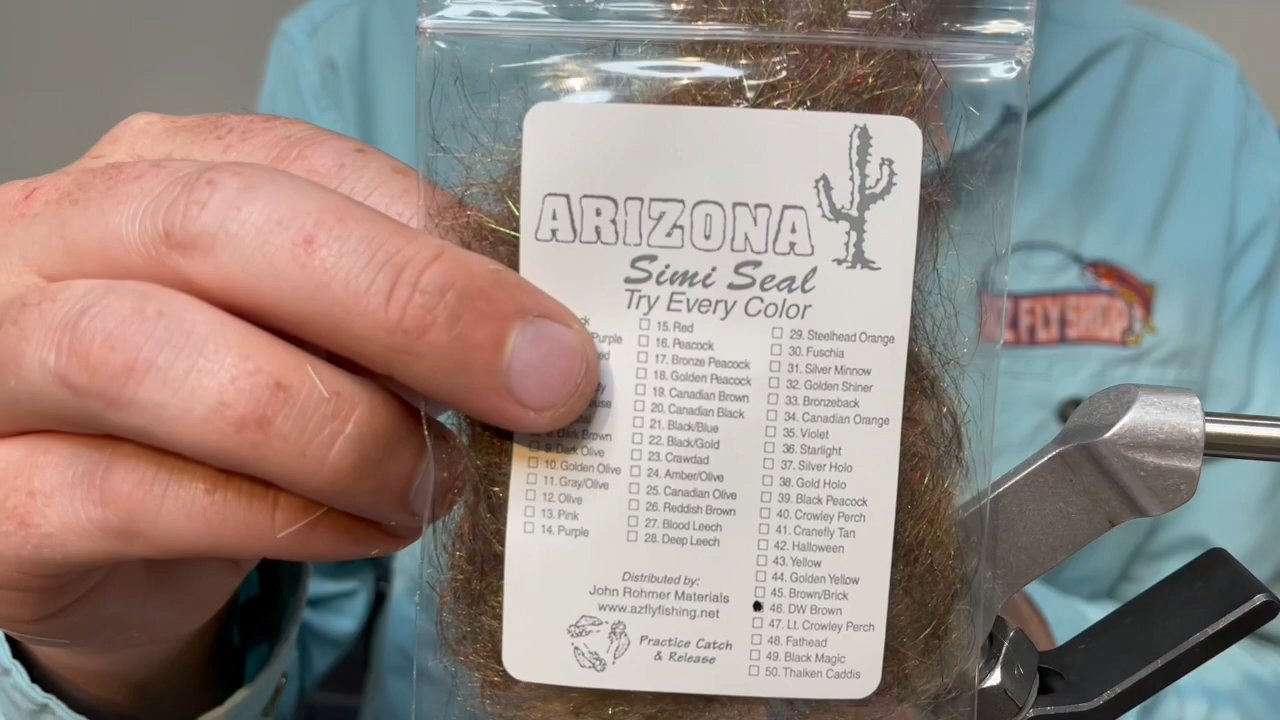 ARIZONA
Simi Seal
Try Every Color
8. Dark Brown
9. Dark Olive
10. Golden Olive
11. Gray/Olive
12. Olive
13. Pink
14. Purple
15. Red
16. Peacock
17. Bronze Peacock
18. Golden Peacock
19. Canadian Brown
20. Canadian Black
21. Black/Blue
22. Black/Gold
23. Crawdad
24. Amber/Olive
25. Canadian Olive
26. Reddish Brown
27. Blood Leech
28. Deep Leech
29. Steelhead Orange
30. Fuschia
31. Silver Minnow
32. Golden Shiner
33. Bronzeback
34. Canadian Orange
35. Violet
36. Starlight
37. Silver Holo
38. Gold Holo
39. Black Peacock
40. Crowley Perch
41. Cranefly Tan
42. Halloween
43. Yellow
44. Golden Yellow
45. Brown/Brick
46. DW Brown
47. Lt. Crowley Perch
48. Fathead
49. Black Magic
50. Thalken Caddis
Distributed by:
John Rohmer Materials
www.azflyfishing.net
Practice Catch
& Release
FLY SHOP